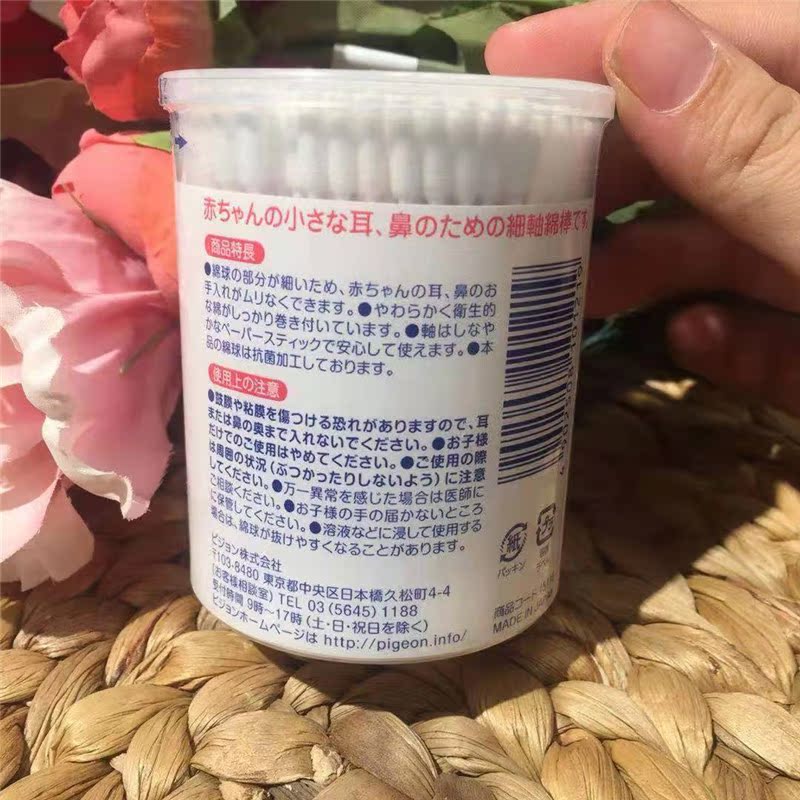 赤ちゃんの小さな耳、鼻のための細軸綿棒です
商品特長
●綿球の部分が細いため、赤ちゃんの耳、鼻のお
手入れがムリなくできます。●やわらかく衛生的
な綿がしっかり巻き付いています。●軸はしなや
かなペーパースティックで安心して使えます。●本
品の綿球は抗菌加工しております。
使用上の注意
●鼓膜や粘膜を傷つける恐れがありますので、耳
または鼻の奥まで入れないでください。●お子様
だけでのご使用はやめてください。●ご使用の際
は周囲の状況（ぶつかったりしないよう）に注意
してください。●万一異常を感じた場合は医師に
ご相談ください。●お子様の手の届かないところ
に保管してください。●溶液などに浸して使用する
場合は、綿球が抜けやすくなることがあります。
ピジョン株式会社
〒103-8480 東京都中央区日本橋久松町4-4
(お客様相談室) TEL 03 (5645) 1188
受付時間 9時～17時 (土・日・祝日を除く)
ピジョンホームページは http://pigeon.info/
紙
パッキン
プラ
商品コード
MADE IN